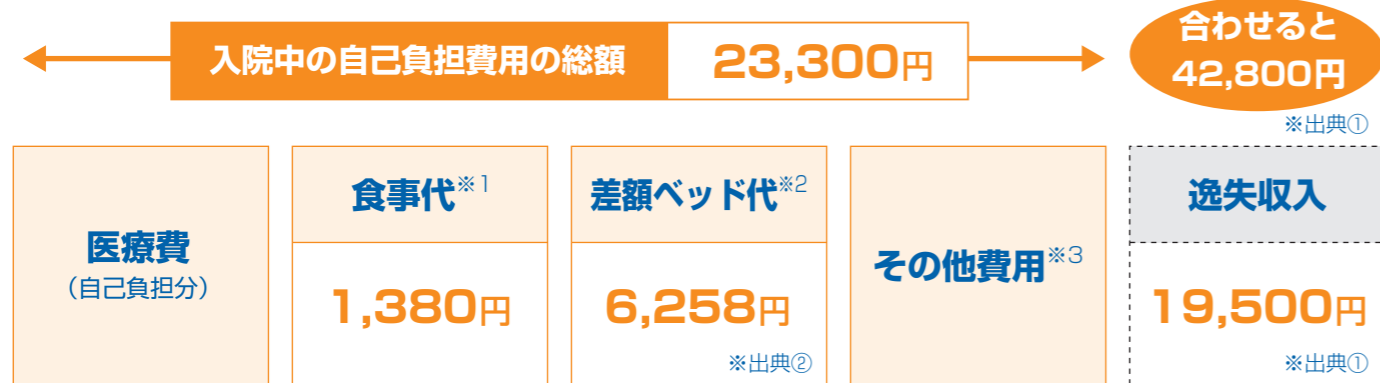 入院中の自己負担費用の総額
23,300円
合わせると
42,800円
※出典①
医療費
（自己負担分）
食事代※1
1,380円
差額ベッド代※2
6,258円
※出典②
その他費用※3
逸失収入
19,500円
※出典①